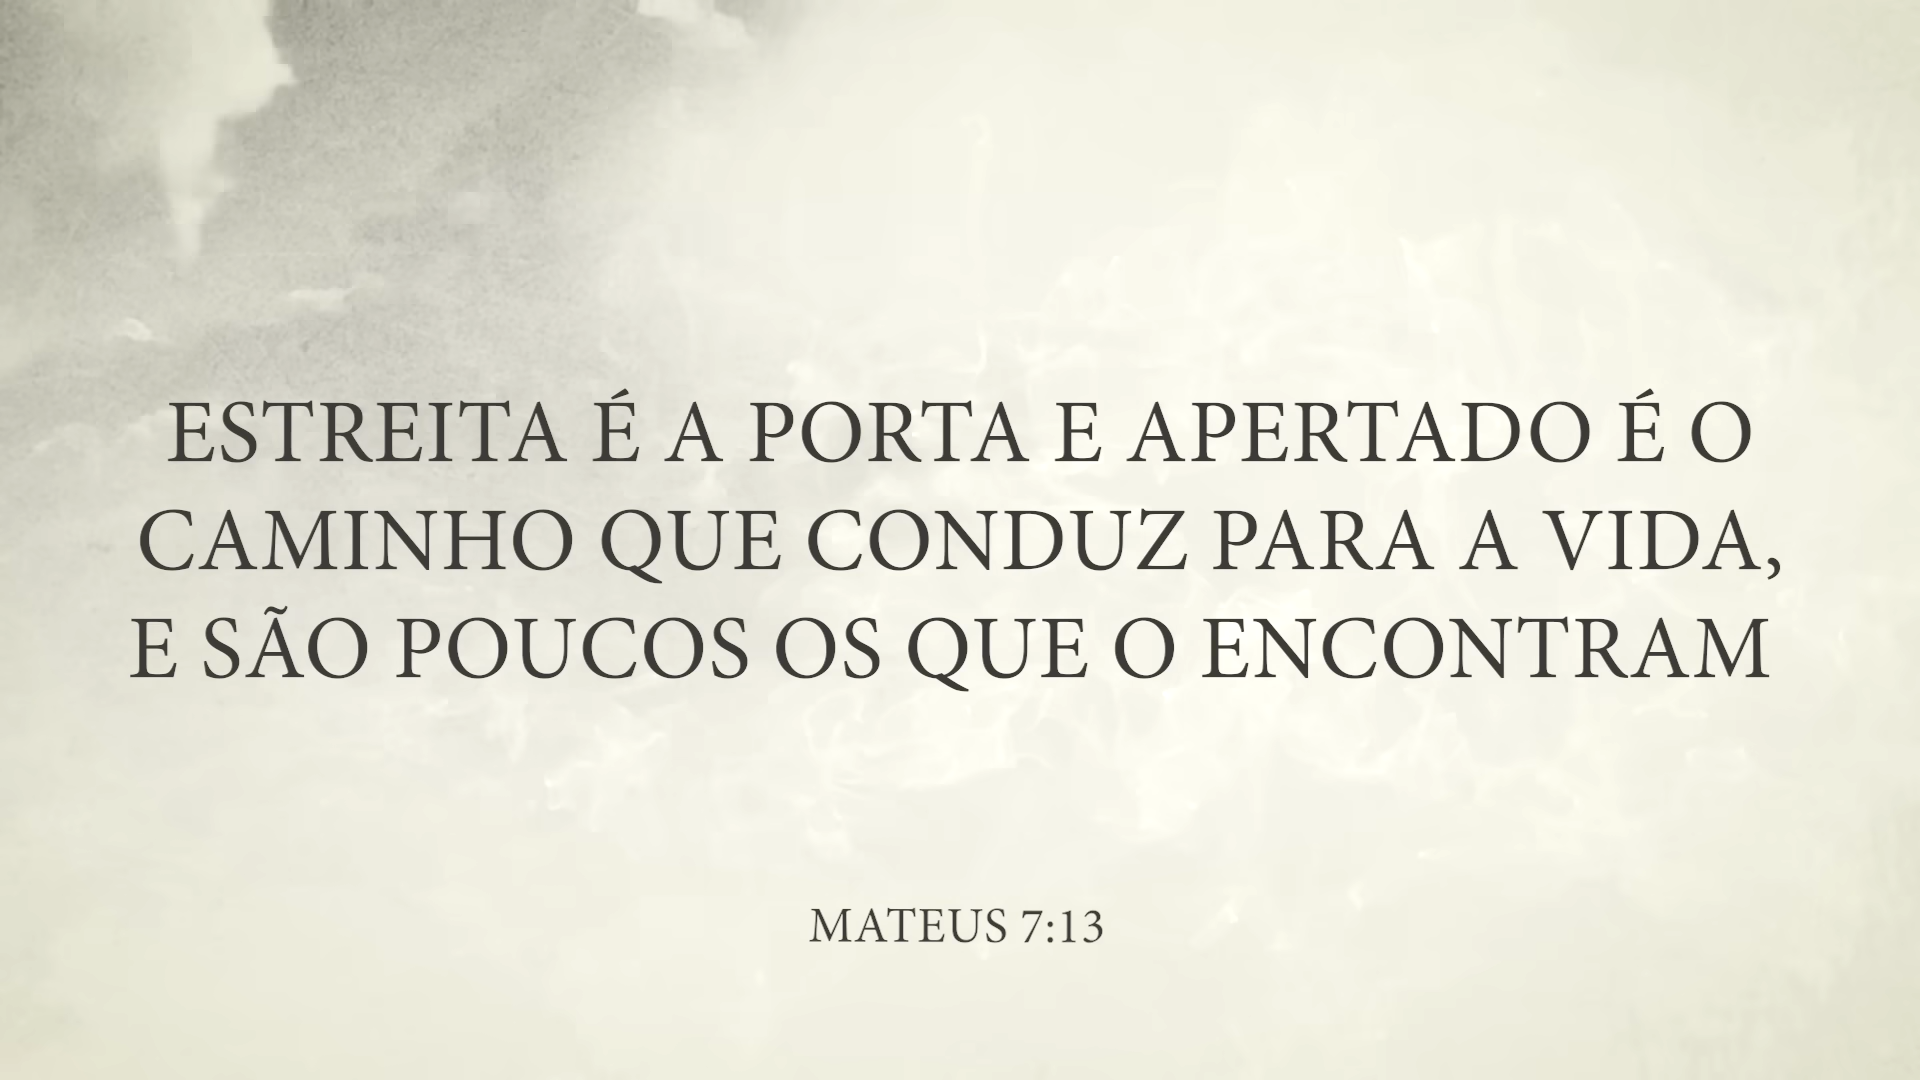 ESTREITA É A PORTA E APERTADO É O
CAMINHO QUE CONDUZ PARA A VIDA,
E SÃO POUCOS OS QUE O ENCONTRAM
MATEUS 7:13